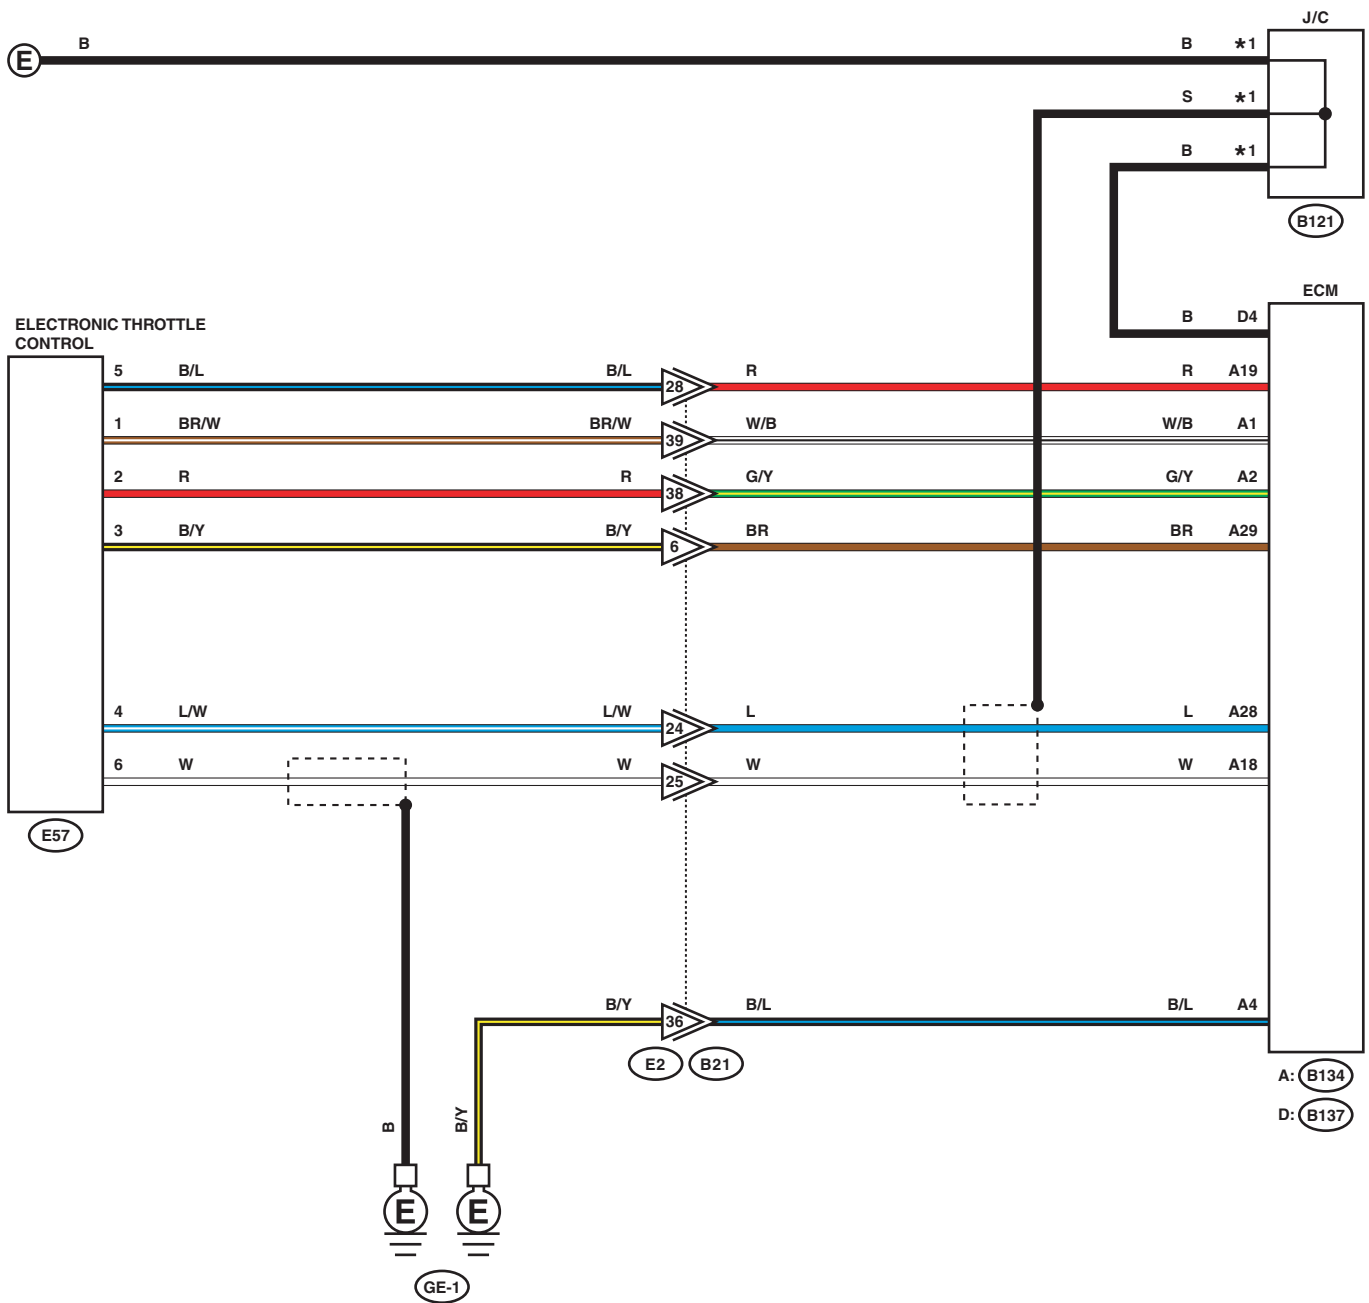 J/C
E B B *1
S *1
B *1
B121
ECM
B D4
ELECTRONIC THROTTLE
CONTROL
5 B/L B/L 28 R R A19
1 BR/W BR/W 39 W/B W/B A1
2 R R 38 G/Y G/Y A2
3 B/Y B/Y 6 BR BR A29
4 L/W L/W 24 L L A28
6 W W 25 W W A18
E57
B/Y 36 B/L B/L A4
E2 B21
A: B134
D: B137
B B/Y
E E
GE-1